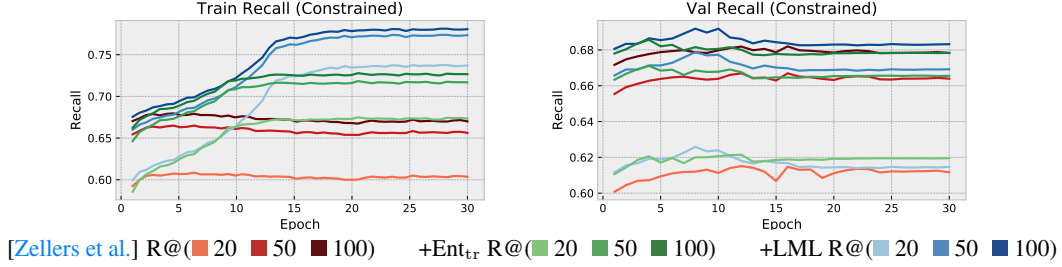 Train Recall (Constrained)
0.75
0.70
0.65
0.60
Recall
0 5 10 15 20 25 30
Epoch
Val Recall (Constrained)
0.68
0.66
0.64
0.62
0.60
Recall
0 5 10 15 20 25 30
Epoch
[Zellers et al.] R@( 20 50 100) +Ent_tr R@( 20 50 100) +LML R@( 20 50 100)